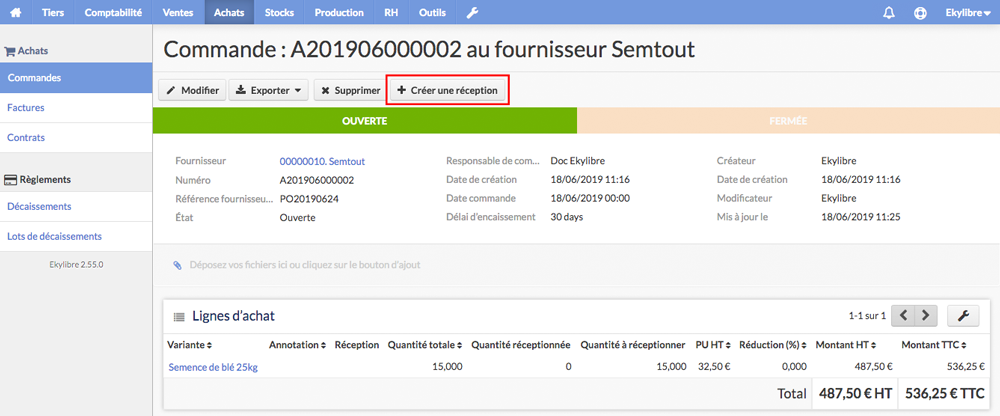 Tiers Comptabilité Ventes Achats Stocks Production RH Outils Ekylibre
Achats
Commandes
Factures
Contrats
Règlements
Décaissements
Lots de décaissements
Ekylibre 2.55.0
Commande : A201906000002 au fournisseur Semtout
Modifier Exporter Supprimer Créer une réception
OUVERTE FERMÉE
Fournisseur 00000010. Semtout Responsable de com... Doc Ekylibre Créateur Ekylibre
Numéro A201906000002 Date de création 18/06/2019 11:16 Date de création 18/06/2019 11:16
Référence fournisseu... PO20190624 Date commande 18/06/2019 00:00 Modificateur Ekylibre
État Ouverte Délai d'encaissement 30 days Mis à jour le 18/06/2019 11:25
Déposez vos fichiers ici ou cliquez sur le bouton d'ajout
Lignes d'achat 1-1 sur 1
Variante Annotation Réception Quantité totale Quantité réceptionnée Quantité à réceptionner PU HT Réduction (%) Montant HT Montant TTC
Semence de blé 25kg 15,000 0 15,000 32,50 € 0,000 487,50 € 536,25 €
Total 487,50 € HT 536,25 € TTC